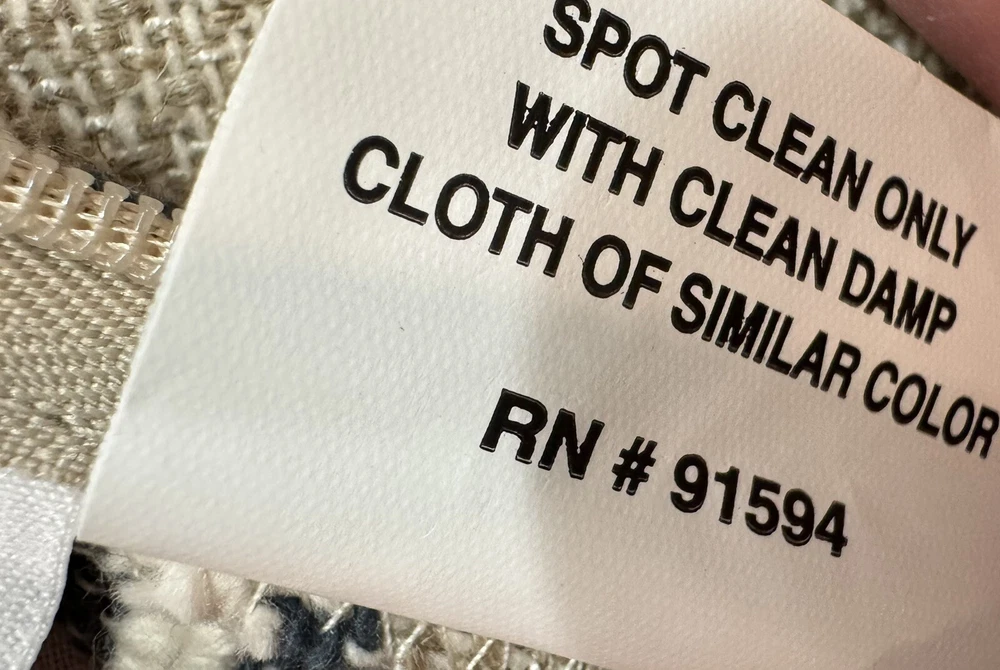 SPOT CLEAN ONLY
WITH CLEAN DAMP
CLOTH OF SIMILAR COLOR
RN # 91594